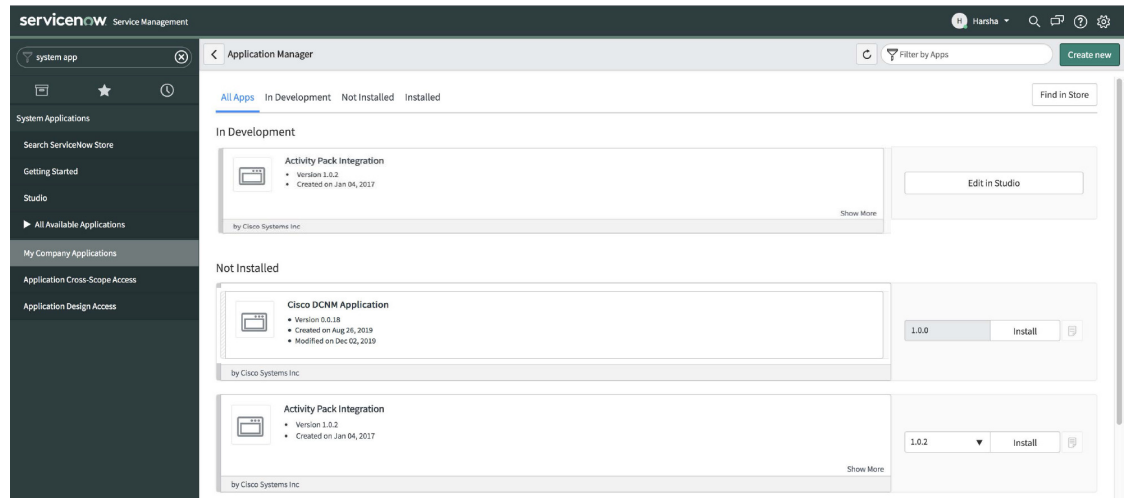 servicenow Service Management
H Harsha
system app
Application Manager
Filter by Apps
Create new
System Applications
Search ServiceNow Store
Getting Started
Studio
All Available Applications
My Company Applications
Application Cross-Scope Access
Application Design Access
All Apps In Development Not Installed Installed
Find in Store
In Development
Activity Pack Integration
• Version 1.0.2
• Created on Jan 04, 2017
Show More
by Cisco Systems Inc
Edit in Studio
Not Installed
Cisco DCNM Application
• Version 0.0.18
• Created on Aug 26, 2019
• Modified on Dec 02, 2019
by Cisco Systems Inc
1.0.0 Install
Activity Pack Integration
• Version 1.0.2
• Created on Jan 04, 2017
Show More
by Cisco Systems Inc
1.0.2 Install